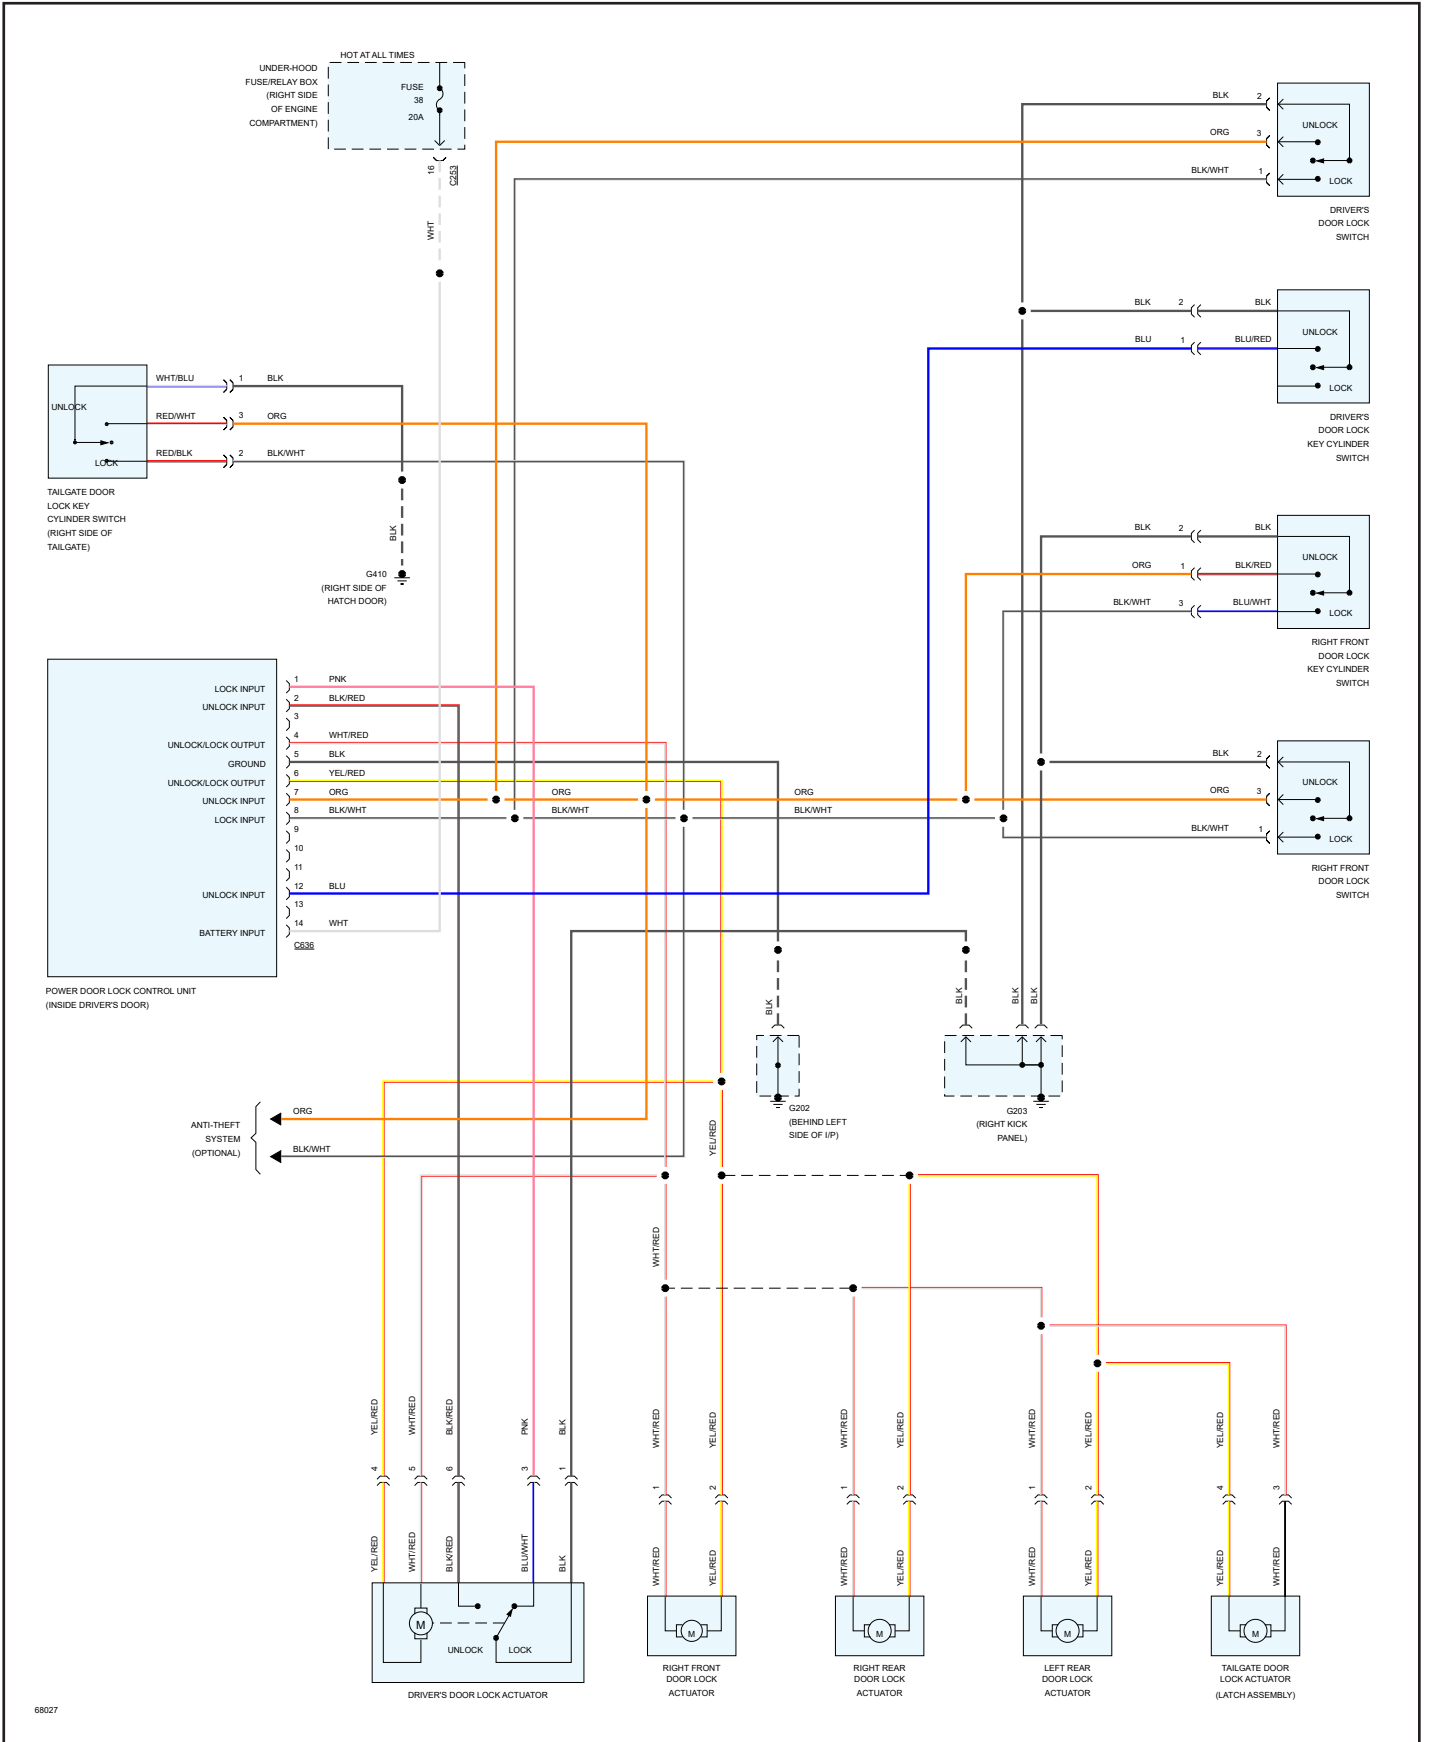 HOT AT ALL TIMES
UNDER-HOOD
FUSE/RELAY BOX
(RIGHT SIDE
OF ENGINE
COMPARTMENT)
FUSE
38
20A
16
C253
WHT
BLK 2
ORG 3
BLK/WHT 1
UNLOCK
LOCK
DRIVER'S
DOOR LOCK
SWITCH
BLK 2 BLK
BLU 1 BLU/RED
UNLOCK
LOCK
DRIVER'S
DOOR LOCK
KEY CYLINDER
SWITCH
UNLOCK
LOCK
WHT/BLU 1 BLK
RED/WHT 3 ORG
RED/BLK 2 BLK/WHT
TAILGATE DOOR
LOCK KEY
CYLINDER SWITCH
(RIGHT SIDE OF
TAILGATE)
BLK
G410
(RIGHT SIDE OF
HATCH DOOR)
BLK 2 BLK
ORG 1 BLK/RED
BLK/WHT 3 BLU/WHT
UNLOCK
LOCK
RIGHT FRONT
DOOR LOCK
KEY CYLINDER
SWITCH
LOCK INPUT 1 PNK
UNLOCK INPUT 2 BLK/RED
3
UNLOCK/LOCK OUTPUT 4 WHT/RED
GROUND 5 BLK
UNLOCK/LOCK OUTPUT 6 YEL/RED
UNLOCK INPUT 7 ORG ORG ORG
LOCK INPUT 8 BLK/WHT BLK/WHT BLK/WHT
9
10
11
UNLOCK INPUT 12 BLU
13
BATTERY INPUT 14 WHT
C636
POWER DOOR LOCK CONTROL UNIT
(INSIDE DRIVER'S DOOR)
BLK 2
ORG 3
BLK/WHT 1
UNLOCK
LOCK
RIGHT FRONT
DOOR LOCK
SWITCH
BLK
BLK
BLK
BLK
G202
(BEHIND LEFT
SIDE OF I/P)
G203
(RIGHT KICK
PANEL)
ANTI-THEFT
SYSTEM
(OPTIONAL)
ORG
BLK/WHT
YEL/RED
WHT/RED
YEL/RED WHT/RED BLK/RED PNK BLK
4 5 6 3 1
YEL/RED WHT/RED BLK/RED BLU/WHT BLK
M
UNLOCK LOCK
DRIVER'S DOOR LOCK ACTUATOR
WHT/RED YEL/RED
1 2
WHT/RED YEL/RED
M
RIGHT FRONT
DOOR LOCK
ACTUATOR
WHT/RED YEL/RED
1 2
WHT/RED YEL/RED
M
RIGHT REAR
DOOR LOCK
ACTUATOR
WHT/RED YEL/RED
1 2
WHT/RED YEL/RED
M
LEFT REAR
DOOR LOCK
ACTUATOR
YEL/RED WHT/RED
4 3
YEL/RED WHT/RED
M
TAILGATE DOOR
LOCK ACTUATOR
(LATCH ASSEMBLY)
68027